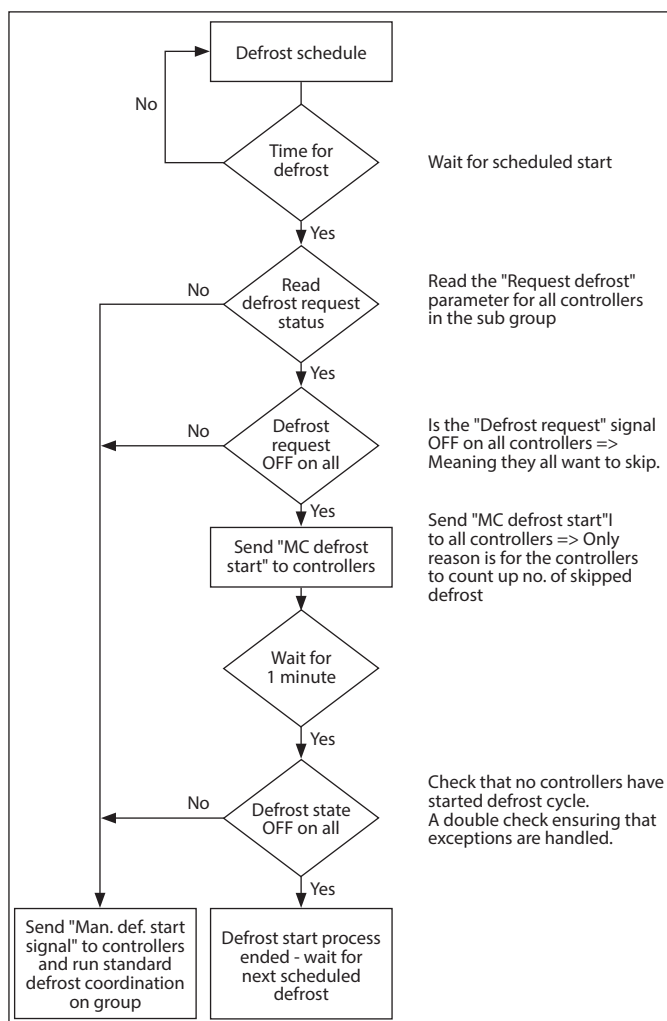 Defrost schedule
No
Time for
defrost
Wait for scheduled start
Yes
No
Read
defrost request
status
Read the "Request defrost"
parameter for all controllers
in the sub group
Yes
No
Defrost
request
OFF on all
Is the "Defrost request" signal
OFF on all controllers =>
Meaning they all want to skip.
Yes
Send "MC defrost
start" to controllers
Send "MC defrost start"I
to all controllers => Only
reason is for the controllers
to count up no. of skipped
defrost
Wait for
1 minute
Yes
No
Defrost state
OFF on all
Check that no controllers have
started defrost cycle.
A double check ensuring that
exceptions are handled.
Yes
Send "Man. def. start
signal" to controllers
and run standard
defrost coordination
on group
Defrost start process
ended - wait for
next scheduled
defrost